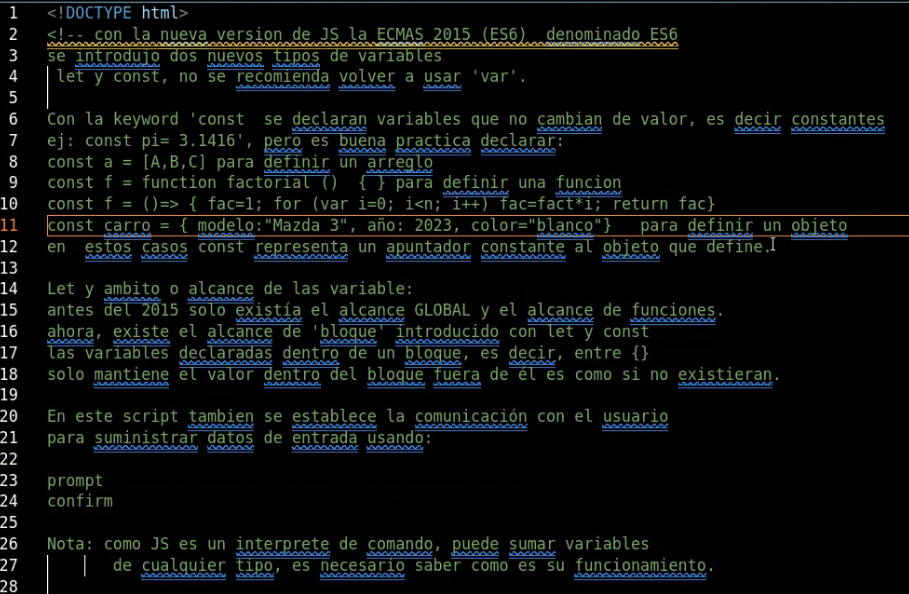 1 <!DOCTYPE html>
2 <!-- con la nueva version de JS la ECMAS 2015 (ES6)  denominado ES6
3 se introdujo dos nuevos tipos de variables
4 let y const, no se recomienda volver a usar 'var'.
5
6 Con la keyword 'const  se declaran variables que no cambian de valor, es decir constantes
7 ej: const pi= 3.1416', pero es buena practica declarar:
8 const a = [A,B,C] para definir un arreglo
9 const f = function factorial ()  { } para definir una funcion
10 const f = ()=> { fac=1; for (var i=0; i<n; i++) fac=fact*i; return fac}
11 const carro = { modelo:"Mazda 3", año: 2023, color="blanco"}   para definir un objeto
12 en  estos casos const representa un apuntador constante al objeto que define.
13
14 Let y ambito o alcance de las variable:
15 antes del 2015 solo existía el alcance GLOBAL y el alcance de funciones.
16 ahora, existe el alcance de 'bloque' introducido con let y const
17 las variables declaradas dentro de un bloque, es decir, entre {}
18 solo mantiene el valor dentro del bloque fuera de él es como si no existieran.
19
20 En este script tambien se establece la comunicación con el usuario
21 para suministrar datos de entrada usando:
22
23 prompt
24 confirm
25
26 Nota: como JS es un interprete de comando, puede sumar variables
27 de cualquier tipo, es necesario saber como es su funcionamiento.
28